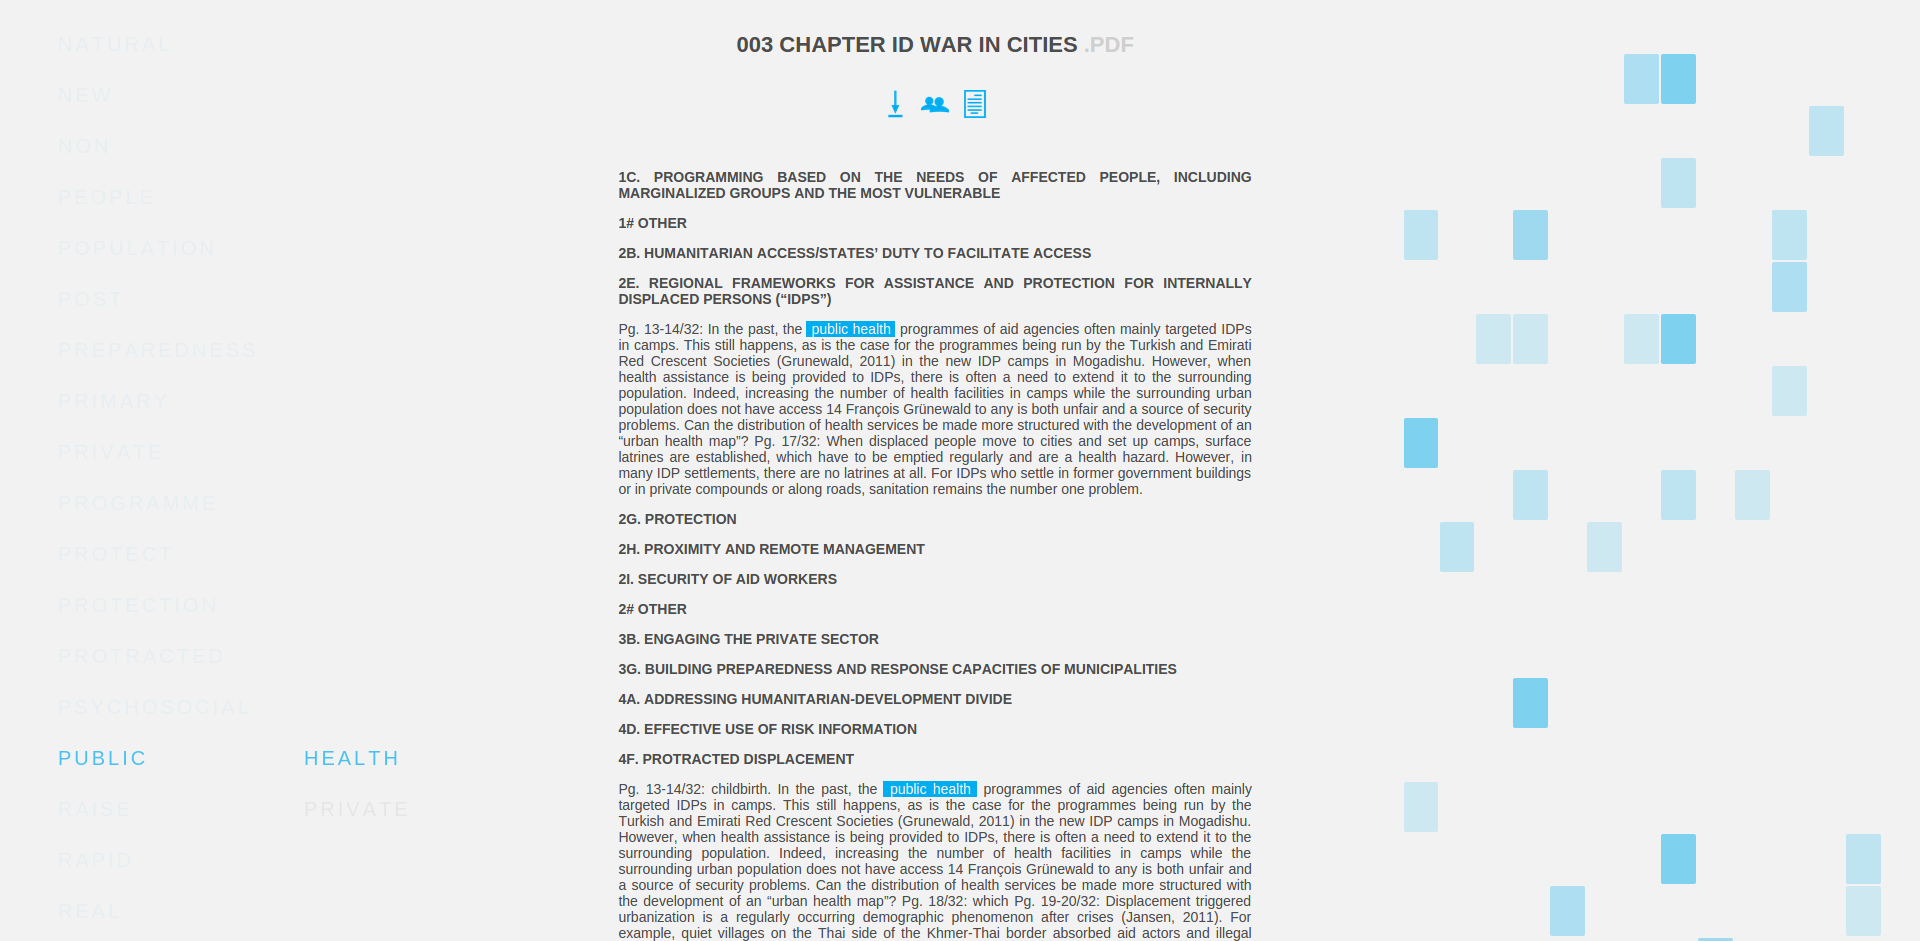 NATURAL
NEW
NON
PEOPLE
POPULATION
POST
PREPAREDNESS
PRIMARY
PRIVATE
PROGRAMME
PROTECT
PROTECTION
PROTRACTED
PSYCHOSOCIAL
PUBLIC HEALTH
RAISE PRIVATE
RAPID
REAL
003 CHAPTER ID WAR IN CITIES .PDF
1C. PROGRAMMING BASED ON THE NEEDS OF AFFECTED PEOPLE, INCLUDING
MARGINALIZED GROUPS AND THE MOST VULNERABLE
1# OTHER
2B. HUMANITARIAN ACCESS/STATES’ DUTY TO FACILITATE ACCESS
2E. REGIONAL FRAMEWORKS FOR ASSISTANCE AND PROTECTION FOR INTERNALLY
DISPLACED PERSONS (“IDPS”)
Pg. 13-14/32: In the past, the public health programmes of aid agencies often mainly targeted IDPs
in camps. This still happens, as is the case for the programmes being run by the Turkish and Emirati
Red Crescent Societies (Grunewald, 2011) in the new IDP camps in Mogadishu. However, when
health assistance is being provided to IDPs, there is often a need to extend it to the surrounding
population. Indeed, increasing the number of health facilities in camps while the surrounding urban
population does not have access 14 François Grünewald to any is both unfair and a source of security
problems. Can the distribution of health services be made more structured with the development of an
“urban health map”? Pg. 17/32: When displaced people move to cities and set up camps, surface
latrines are established, which have to be emptied regularly and are a health hazard. However, in
many IDP settlements, there are no latrines at all. For IDPs who settle in former government buildings
or in private compounds or along roads, sanitation remains the number one problem.
2G. PROTECTION
2H. PROXIMITY AND REMOTE MANAGEMENT
2I. SECURITY OF AID WORKERS
2# OTHER
3B. ENGAGING THE PRIVATE SECTOR
3G. BUILDING PREPAREDNESS AND RESPONSE CAPACITIES OF MUNICIPALITIES
4A. ADDRESSING HUMANITARIAN-DEVELOPMENT DIVIDE
4D. EFFECTIVE USE OF RISK INFORMATION
4F. PROTRACTED DISPLACEMENT
Pg. 13-14/32: childbirth. In the past, the public health programmes of aid agencies often mainly
targeted IDPs in camps. This still happens, as is the case for the programmes being run by the
Turkish and Emirati Red Crescent Societies (Grunewald, 2011) in the new IDP camps in Mogadishu.
However, when health assistance is being provided to IDPs, there is often a need to extend it to the
surrounding population. Indeed, increasing the number of health facilities in camps while the
surrounding urban population does not have access 14 François Grünewald to any is both unfair and
a source of security problems. Can the distribution of health services be made more structured with
the development of an “urban health map”? Pg. 18/32: which Pg. 19-20/32: Displacement triggered
urbanization is a regularly occurring demographic phenomenon after crises (Jansen, 2011). For
example, quiet villages on the Thai side of the Khmer-Thai border absorbed aid actors and illegal